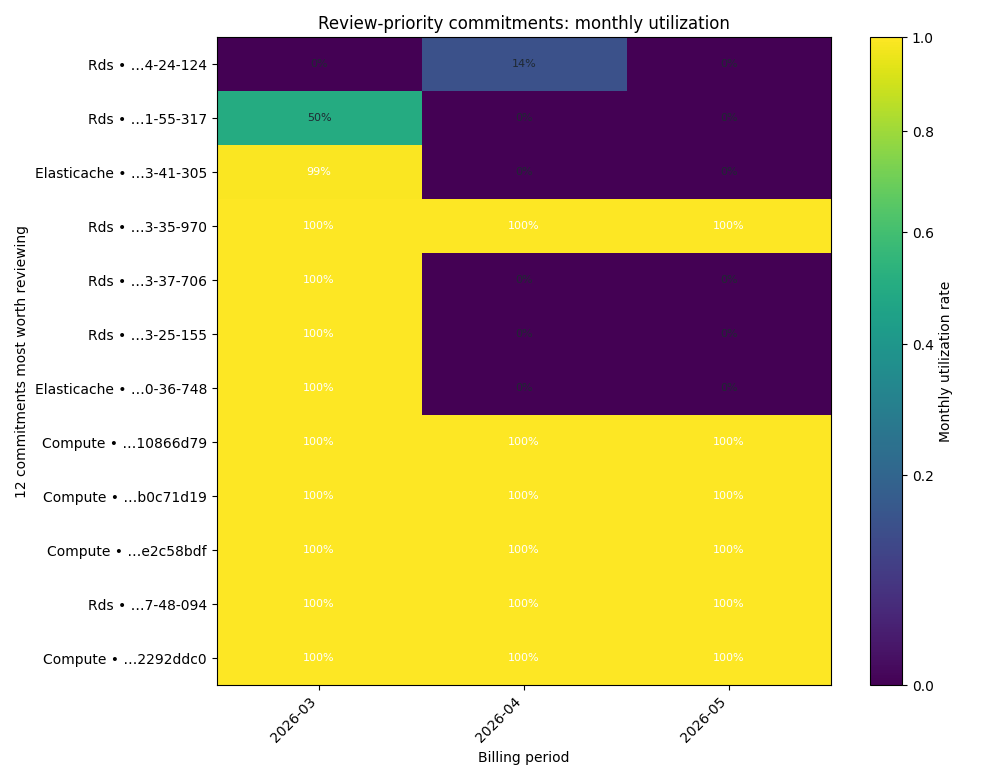 Review-priority commitments: monthly utilization
Rds • ...4-24-124 0% 14% 0%
Rds • ...1-55-317 50% 0% 0%
Elasticache • ...3-41-305 99% 0% 0%
Rds • ...3-35-970 100% 100% 100%
Rds • ...3-37-706 100% 0% 0%
Rds • ...3-25-155 100% 0% 0%
Elasticache • ...0-36-748 100% 0% 0%
Compute • ...10866d79 100% 100% 100%
Compute • ...b0c71d19 100% 100% 100%
Compute • ...e2c58bdf 100% 100% 100%
Rds • ...7-48-094 100% 100% 100%
Compute • ...2292ddc0 100% 100% 100%
12 commitments most worth reviewing
2026-03 2026-04 2026-05
Billing period
1.0
0.8
0.6
0.4
0.2
0.0
Monthly utilization rate